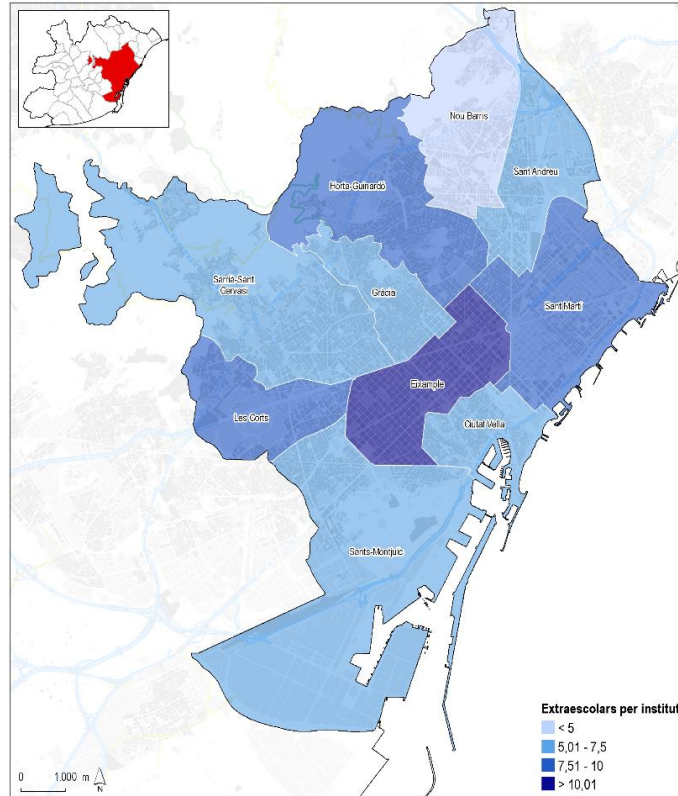 Nou Barris
Sant Andreu
Horta-Guinardó
Sarrià-Sant
Gervasi
Gràcia
Sant Martí
Eixample
Les Corts
Ciutat Vella
Sants-Montjuïc
Extraescolars per institut
< 5
5,01 - 7,5
7,51 - 10
> 10,01
0 1.000 m
N